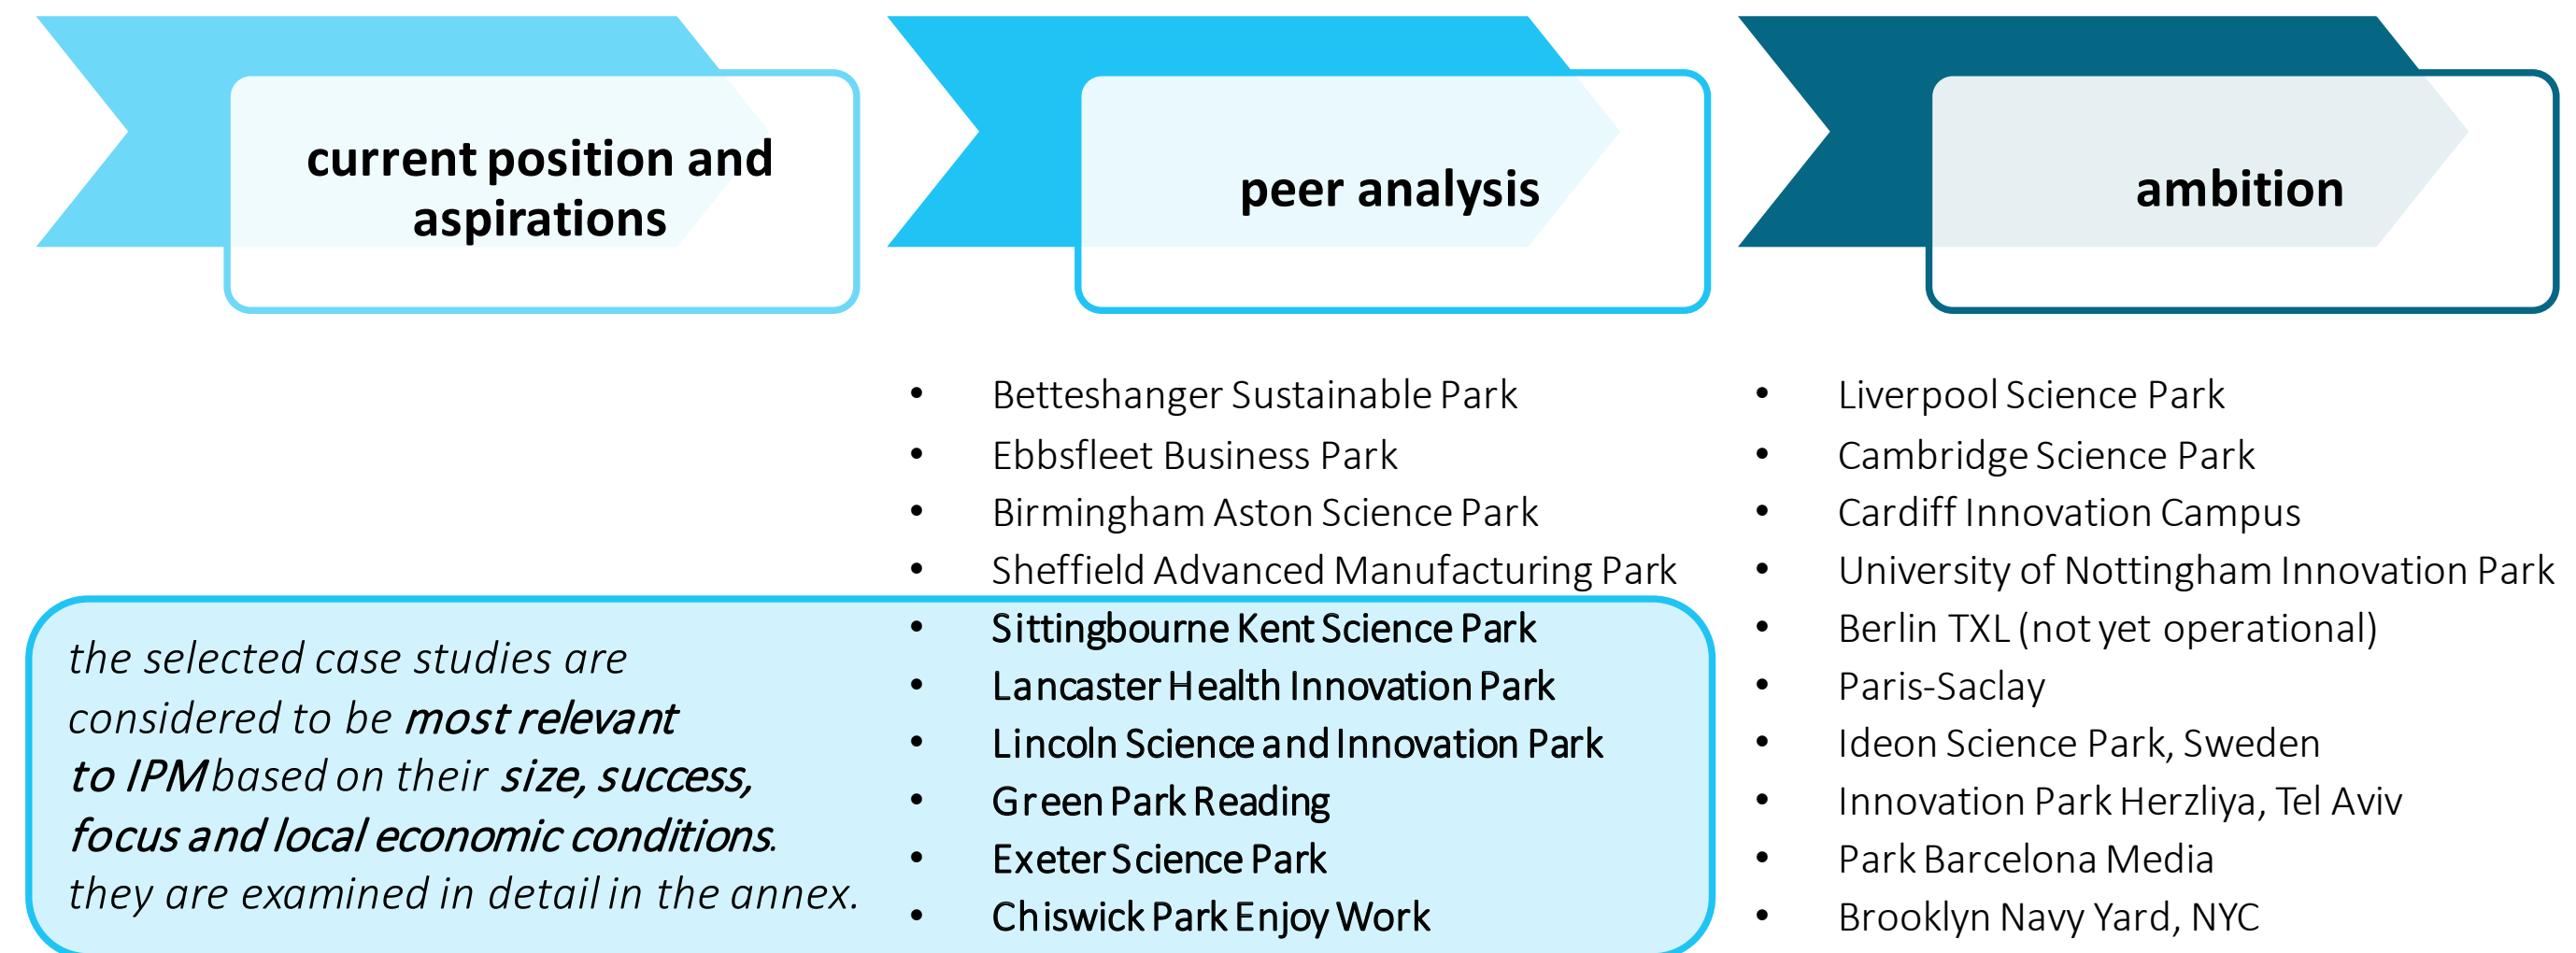 current position and
aspirations
peer analysis
ambition
• Betteshanger Sustainable Park
• Ebbsfleet Business Park
• Birmingham Aston Science Park
• Sheffield Advanced Manufacturing Park
• Sittingbourne Kent Science Park
• Lancaster Health Innovation Park
• Lincoln Science and Innovation Park
• Green Park Reading
• Exeter Science Park
• Chiswick Park Enjoy Work
• Liverpool Science Park
• Cambridge Science Park
• Cardiff Innovation Campus
• University of Nottingham Innovation Park
• Berlin TXL (not yet operational)
• Paris-Saclay
• Ideon Science Park, Sweden
• Innovation Park Herzliya, Tel Aviv
• Park Barcelona Media
• Brooklyn Navy Yard, NYC
the selected case studies are
considered to be most relevant
to IPM based on their size, success,
focus and local economic conditions.
they are examined in detail in the annex.